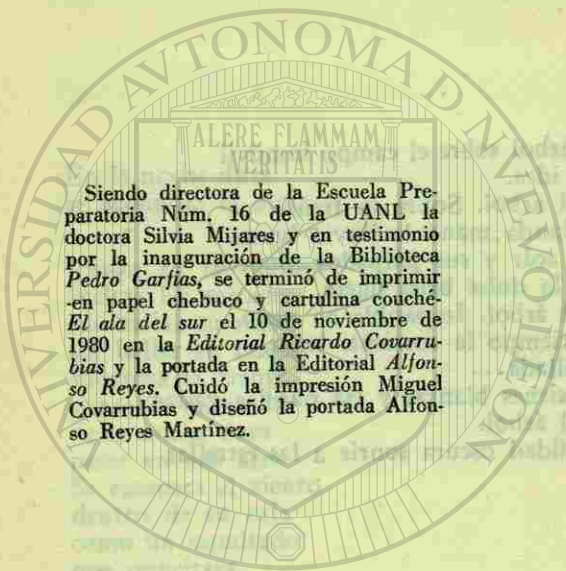 UNIVERSIDAD AVTONOMA DE NUEVO LEÓN
ALERE FLAMMAM
VERITATIS
Siendo directora de la Escuela Pre-
paratoria Núm. 16 de la UANL la
doctora Silvia Mijares y en testimonio
por la inauguración de la Biblioteca
Pedro Garfias, se terminó de imprimir
-en papel chebuco y cartulina couché-
El ala del sur el 10 de noviembre de
1980 en la Editorial Ricardo Covarru-
bias y la portada en la Editorial Alfon-
so Reyes. Cuidó la impresión Miguel
Covarrubias y diseñó la portada Alfon-
so Reyes Martínez.